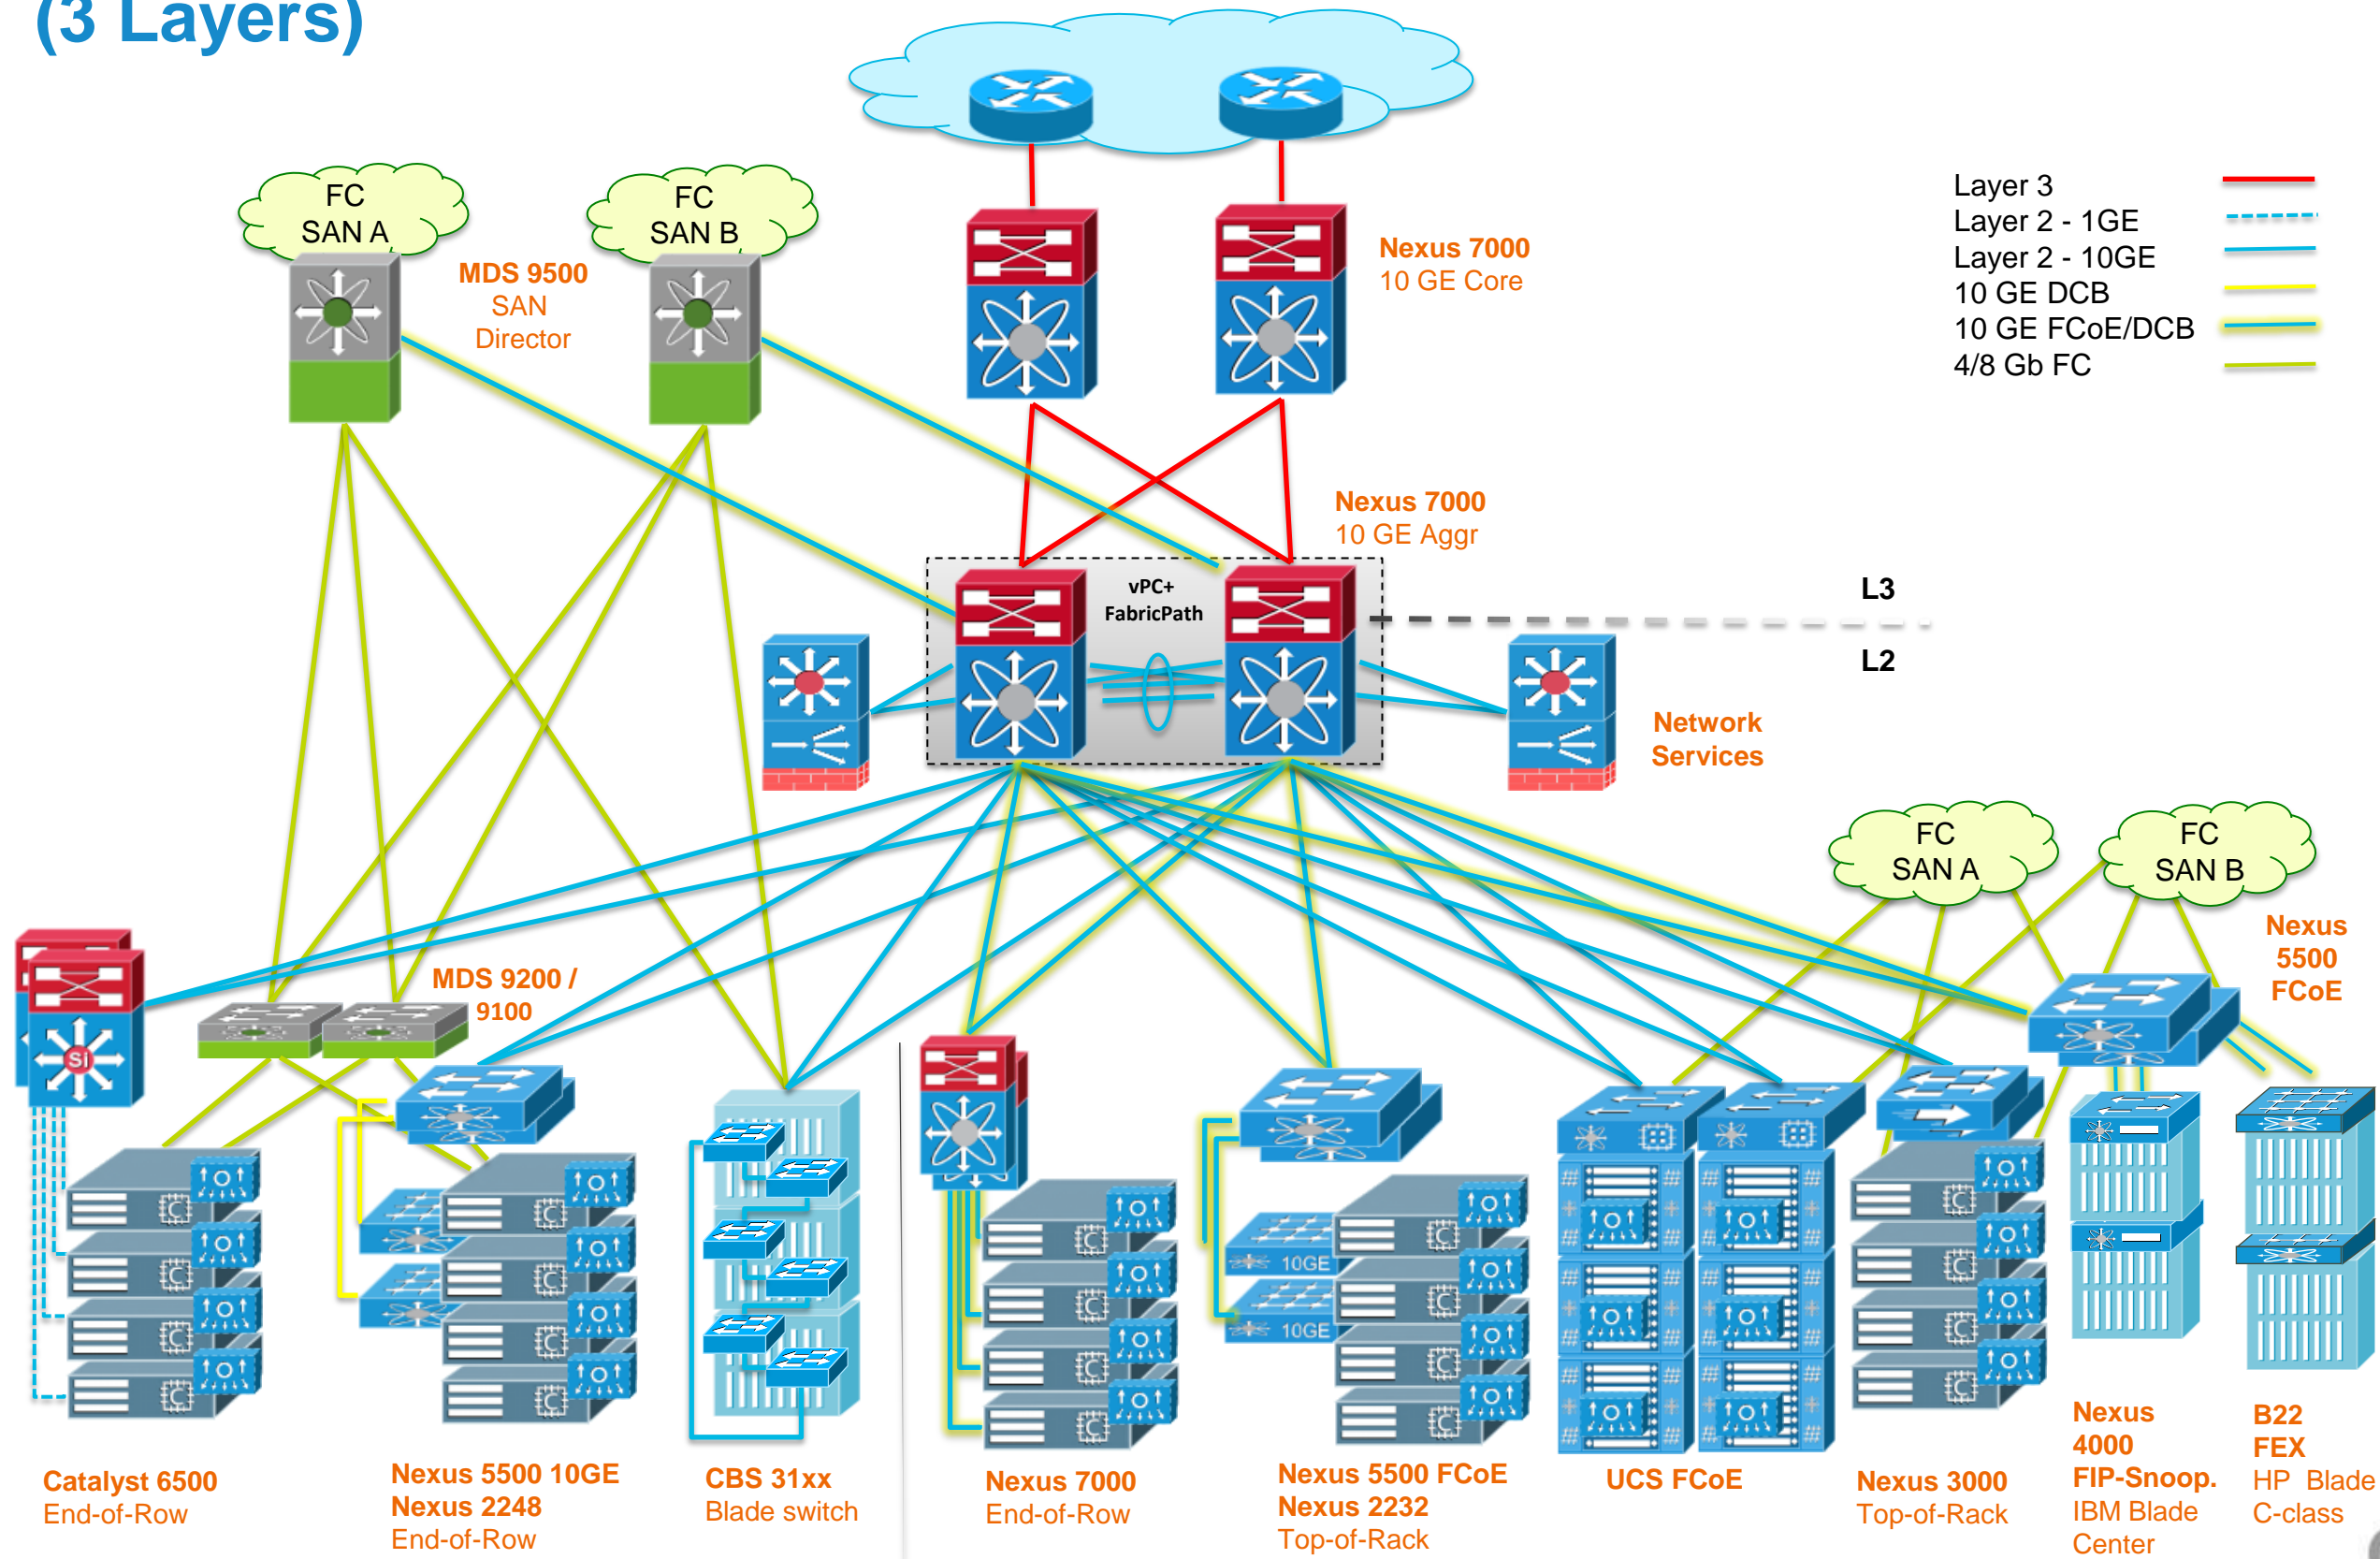 (3 Layers)
FC
SAN A
FC
SAN B
MDS 9500
SAN
Director
Nexus 7000
10 GE Core
Layer 3
Layer 2 - 1GE
Layer 2 - 10GE
10 GE DCB
10 GE FCoE/DCB
4/8 Gb FC
Nexus 7000
10 GE Aggr
vPC+
FabricPath
L3
L2
Network
Services
FC
SAN A
FC
SAN B
Nexus
5500
FCoE
MDS 9200 /
9100
Si
C
C
C
C
C
C
C
C
C
C
C
C
10GE
10GE
C
C
C
C
C
C
C
C
Catalyst 6500
End-of-Row
Nexus 5500 10GE
Nexus 2248
End-of-Row
CBS 31xx
Blade switch
Nexus 7000
End-of-Row
Nexus 5500 FCoE
Nexus 2232
Top-of-Rack
UCS FCoE
Nexus 3000
Top-of-Rack
Nexus
4000
FIP-Snoop.
IBM Blade
Center
B22
FEX
HP Blade
C-class